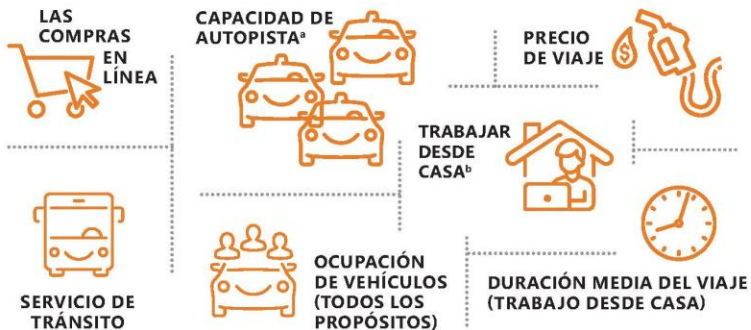 LAS
COMPRAS
EN
LÍNEA
CAPACIDAD DE
AUTOPISTAᵃ
PRECIO
DE VIAJE
$
TRABAJAR
DESDE
CASAᵇ
SERVICIO DE
TRÁNSITO
OCUPACIÓN
DE VEHÍCULOS
(TODOS LOS
PROPÓSITOS)
DURACIÓN MEDIA DEL VIAJE
(TRABAJO DESDE CASA)